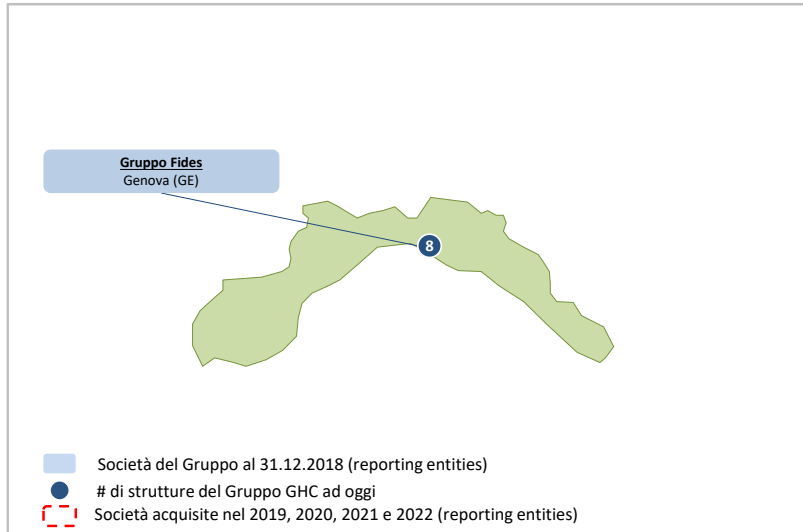 Gruppo Fides
Genova (GE)
8
Società del Gruppo al 31.12.2018 (reporting entities)
# di strutture del Gruppo GHC ad oggi
Società acquisite nel 2019, 2020, 2021 e 2022 (reporting entities)